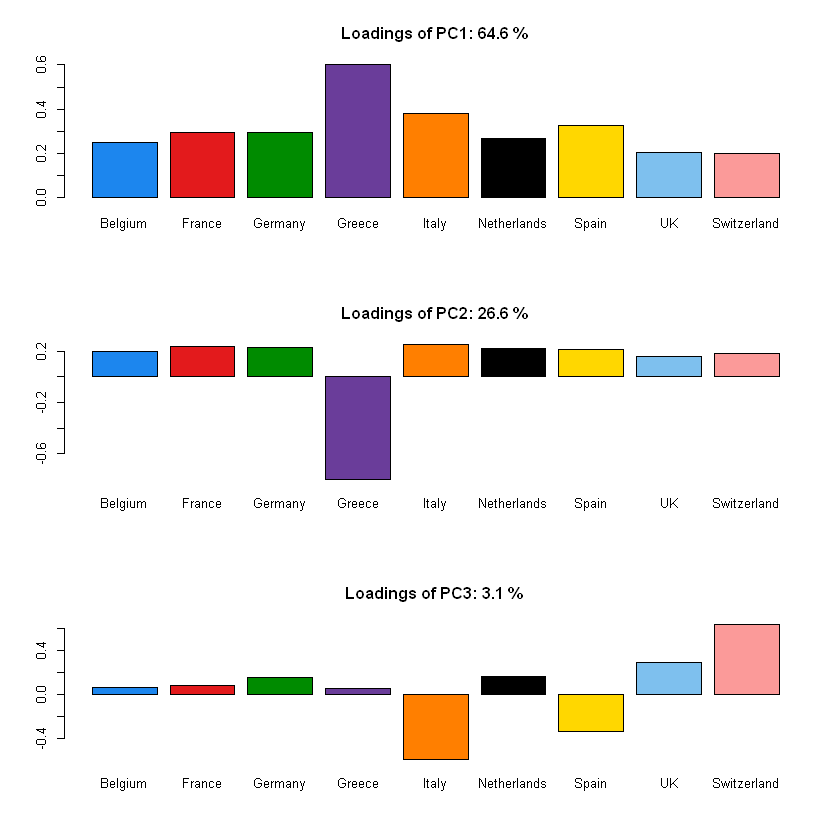 Loadings of PC1: 64.6 %
0.0 0.2 0.4 0.6
Belgium France Germany Greece Italy Netherlands Spain UK Switzerland
Loadings of PC2: 26.6 %
-0.6 -0.2 0.2
Belgium France Germany Greece Italy Netherlands Spain UK Switzerland
Loadings of PC3: 3.1 %
-0.4 0.0 0.4
Belgium France Germany Greece Italy Netherlands Spain UK Switzerland